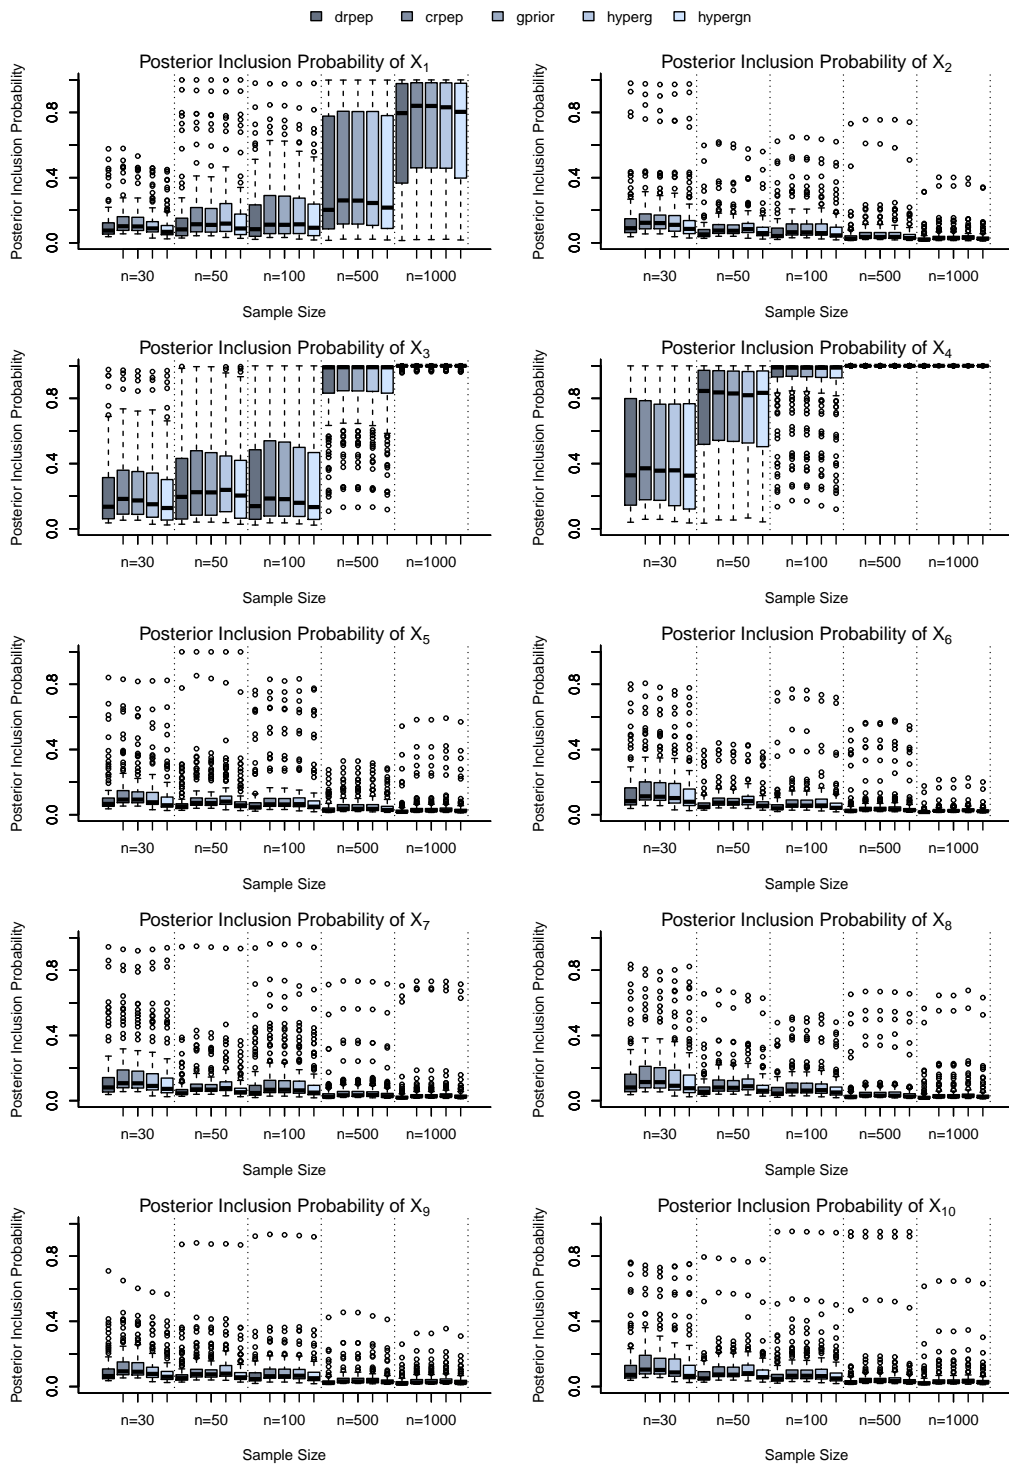 drpep crpep gprior hyperg hypergn
Posterior Inclusion Probability of X1
Posterior Inclusion Probability
0.0 0.4 0.8
n=30 n=50 n=100 n=500 n=1000
Sample Size
Posterior Inclusion Probability of X2
Posterior Inclusion Probability
0.0 0.4 0.8
n=30 n=50 n=100 n=500 n=1000
Sample Size
Posterior Inclusion Probability of X3
Posterior Inclusion Probability
0.0 0.4 0.8
n=30 n=50 n=100 n=500 n=1000
Sample Size
Posterior Inclusion Probability of X4
Posterior Inclusion Probability
0.0 0.4 0.8
n=30 n=50 n=100 n=500 n=1000
Sample Size
Posterior Inclusion Probability of X5
Posterior Inclusion Probability
0.0 0.4 0.8
n=30 n=50 n=100 n=500 n=1000
Sample Size
Posterior Inclusion Probability of X6
Posterior Inclusion Probability
0.0 0.4 0.8
n=30 n=50 n=100 n=500 n=1000
Sample Size
Posterior Inclusion Probability of X7
Posterior Inclusion Probability
0.0 0.4 0.8
n=30 n=50 n=100 n=500 n=1000
Sample Size
Posterior Inclusion Probability of X8
Posterior Inclusion Probability
0.0 0.4 0.8
n=30 n=50 n=100 n=500 n=1000
Sample Size
Posterior Inclusion Probability of X9
Posterior Inclusion Probability
0.0 0.4 0.8
n=30 n=50 n=100 n=500 n=1000
Sample Size
Posterior Inclusion Probability of X10
Posterior Inclusion Probability
0.0 0.4 0.8
n=30 n=50 n=100 n=500 n=1000
Sample Size